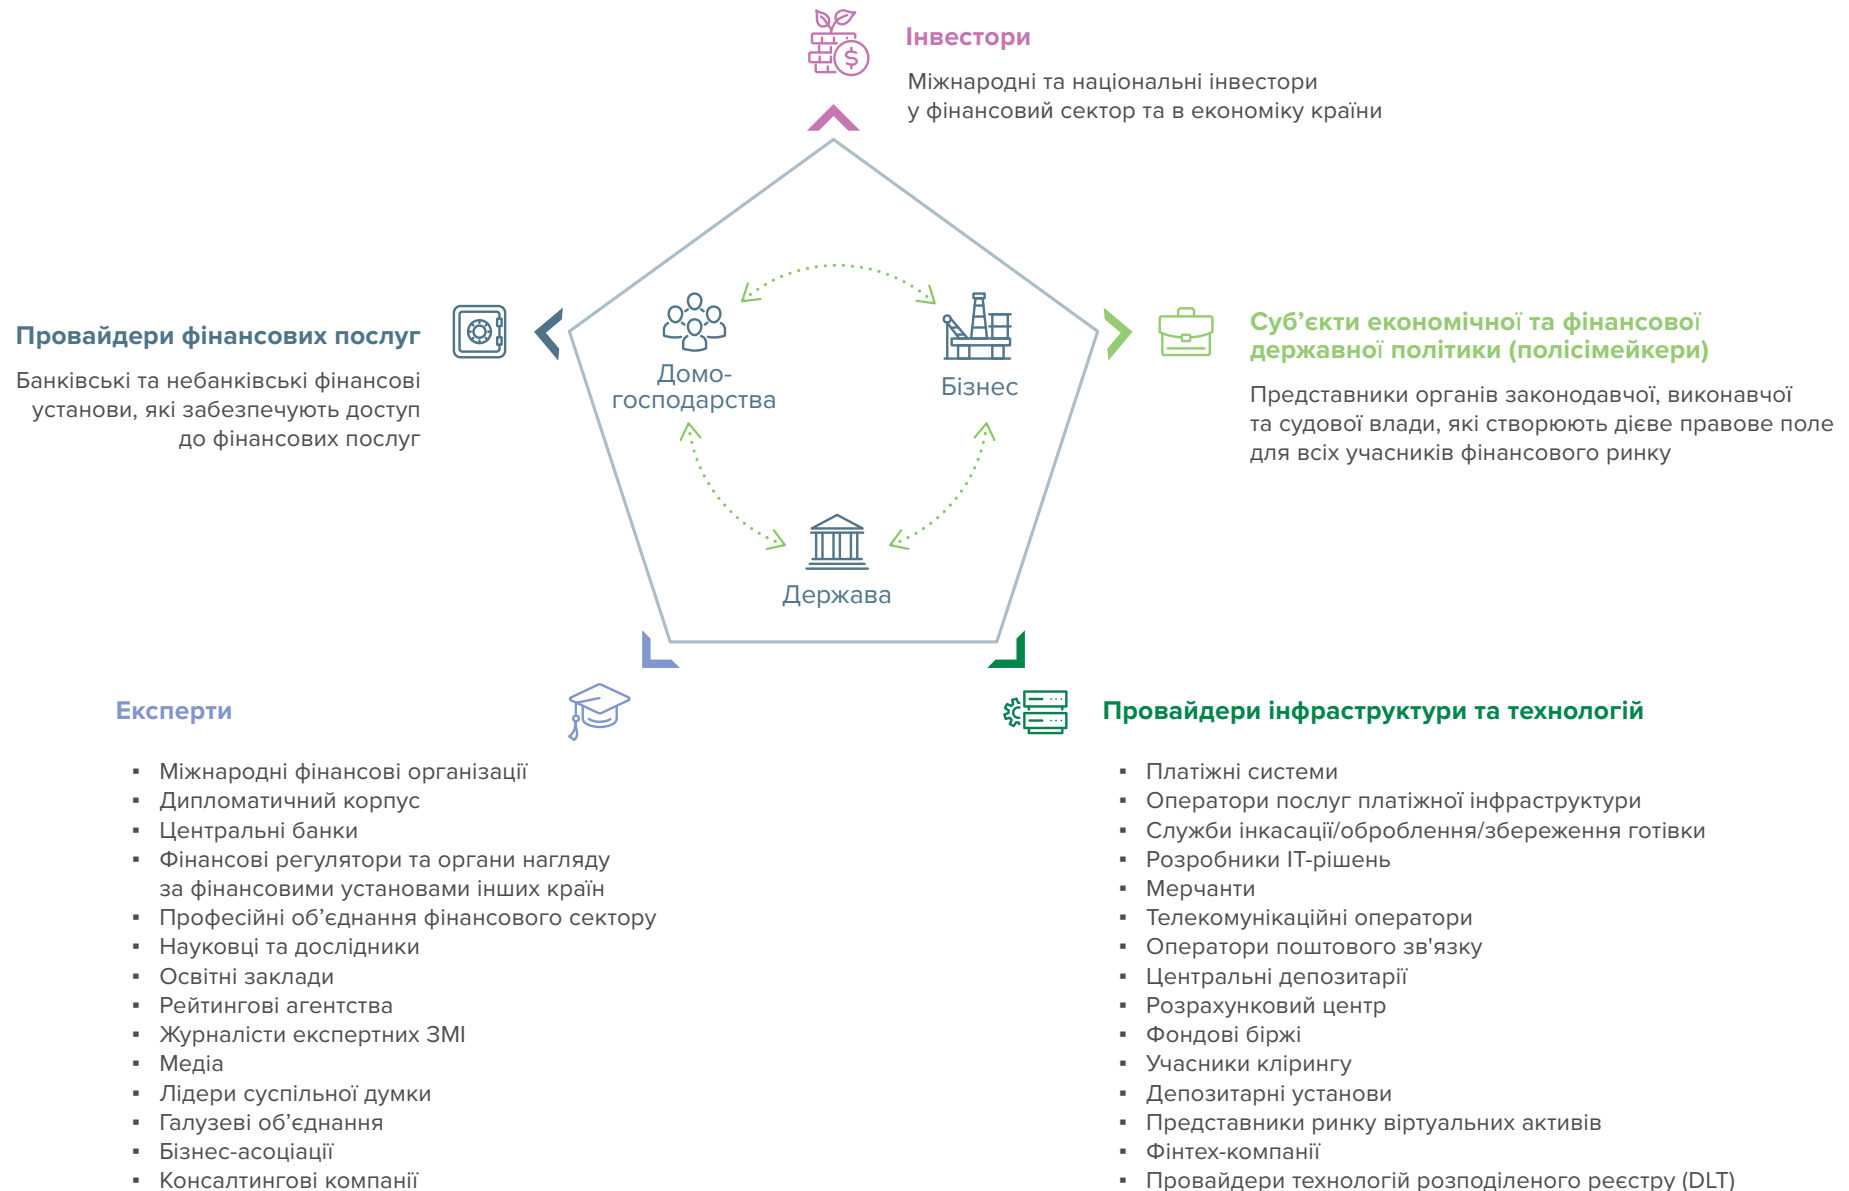 Інвестори
Міжнародні та національні інвестори
у фінансовий сектор та в економіку країни
Провайдери фінансових послуг
Банківські та небанківські фінансові
установи, які забезпечують доступ
до фінансових послуг
Домо-
господарства
Бізнес
Держава
Суб’єкти економічної та фінансової
державної політики (полісімейкери)
Представники органів законодавчої, виконавчої
та судової влади, які створюють дієве правове поле
для всіх учасників фінансового ринку
Експерти
▪ Міжнародні фінансові організації
▪ Дипломатичний корпус
▪ Центральні банки
▪ Фінансові регулятори та органи нагляду
за фінансовими установами інших країн
▪ Професійні об’єднання фінансового сектору
▪ Науковці та дослідники
▪ Освітні заклади
▪ Рейтингові агентства
▪ Журналісти експертних ЗМІ
▪ Медіа
▪ Лідери суспільної думки
▪ Галузеві об’єднання
▪ Бізнес-асоціації
▪ Консалтингові компанії
Провайдери інфраструктури та технологій
▪ Платіжні системи
▪ Оператори послуг платіжної інфраструктури
▪ Служби інкасації/оброблення/збереження готівки
▪ Розробники ІТ-рішень
▪ Мерчанти
▪ Телекомунікаційні оператори
▪ Оператори поштового зв'язку
▪ Центральні депозитарії
▪ Розрахунковий центр
▪ Фондові біржі
▪ Учасники клірингу
▪ Депозитарні установи
▪ Представники ринку віртуальних активів
▪ Фінтех-компанії
▪ Провайдери технологій розподіленого реєстру (DLT)